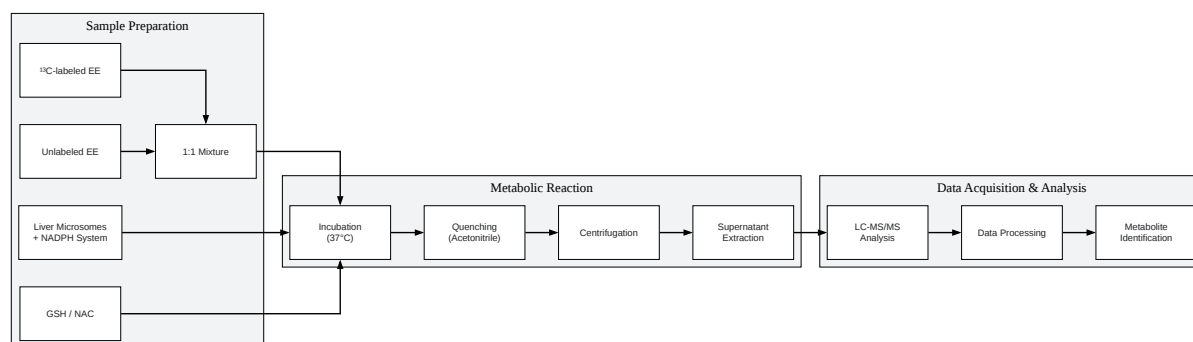 Sample Preparation
¹³C-labeled EE
Unlabeled EE
1:1 Mixture
Liver Microsomes
+ NADPH System
GSH / NAC
Metabolic Reaction
Incubation
(37°C)
Quenching
(Acetonitrile)
Centrifugation
Supernatant
Extraction
Data Acquisition & Analysis
LC-MS/MS
Analysis
Data Processing
Metabolite
Identification